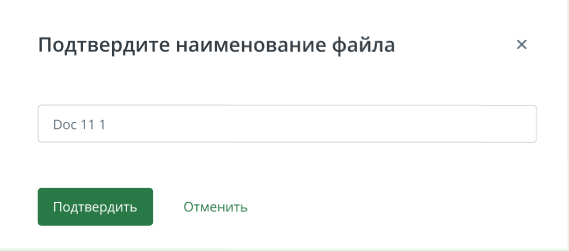 Подтвердите наименование файла
Doc 11 1
Подтвердить Отменить